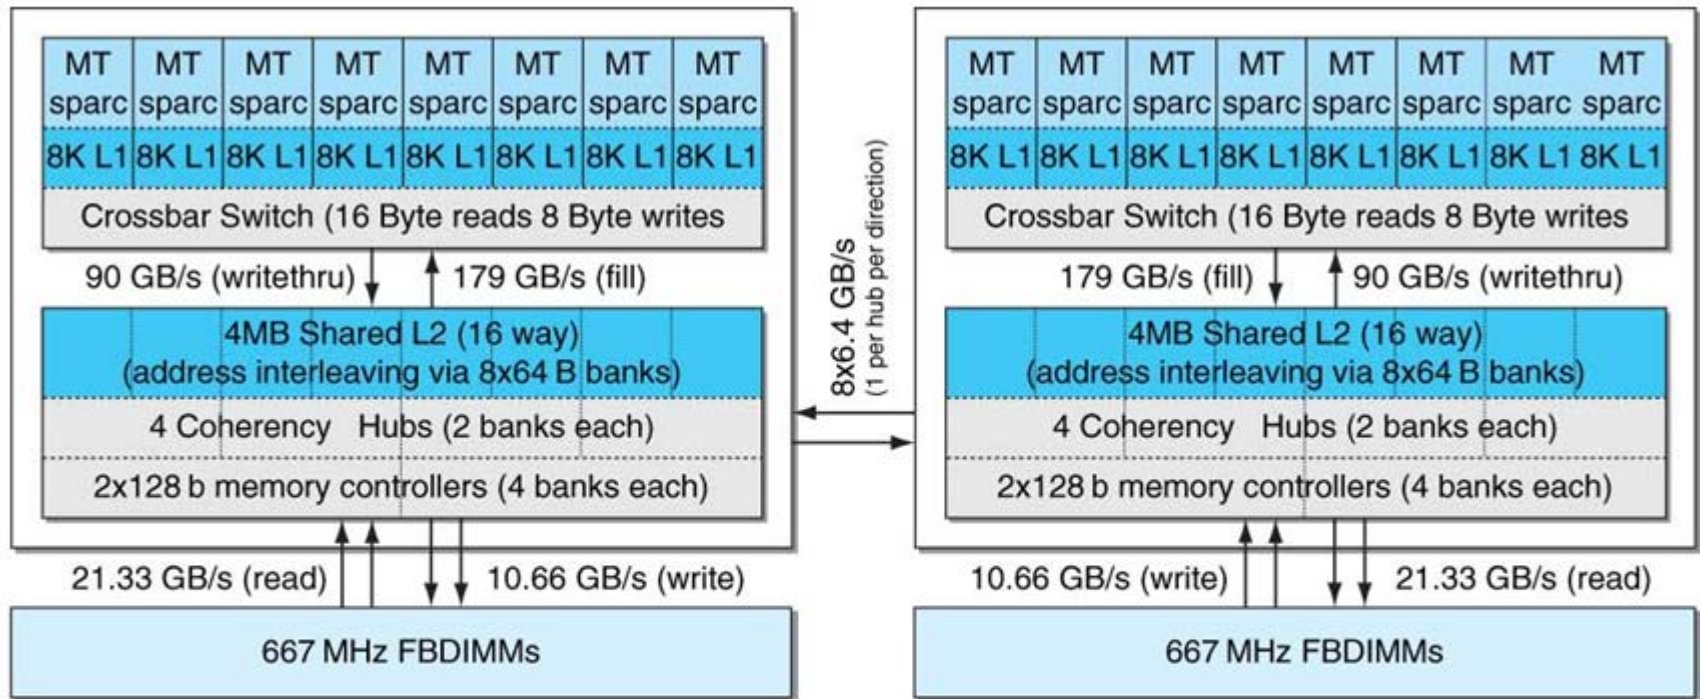 MT MT MT MT MT MT MT MT
sparc sparc sparc sparc sparc sparc sparc sparc
8K L1 8K L1 8K L1 8K L1 8K L1 8K L1 8K L1 8K L1
Crossbar Switch (16 Byte reads 8 Byte writes
90 GB/s (writethru) 179 GB/s (fill)
4MB Shared L2 (16 way)
(address interleaving via 8x64 B banks)
4 Coherency Hubs (2 banks each)
2x128 b memory controllers (4 banks each)
21.33 GB/s (read) 10.66 GB/s (write)
667 MHz FBDIMMs
8x6.4 GB/s
(1 per hub per direction)
MT MT MT MT MT MT MT MT
sparc sparc sparc sparc sparc sparc sparc sparc
8K L1 8K L1 8K L1 8K L1 8K L1 8K L1 8K L1 8K L1
Crossbar Switch (16 Byte reads 8 Byte writes
179 GB/s (fill) 90 GB/s (writethru)
4MB Shared L2 (16 way)
(address interleaving via 8x64 B banks)
4 Coherency Hubs (2 banks each)
2x128 b memory controllers (4 banks each)
10.66 GB/s (write) 21.33 GB/s (read)
667 MHz FBDIMMs